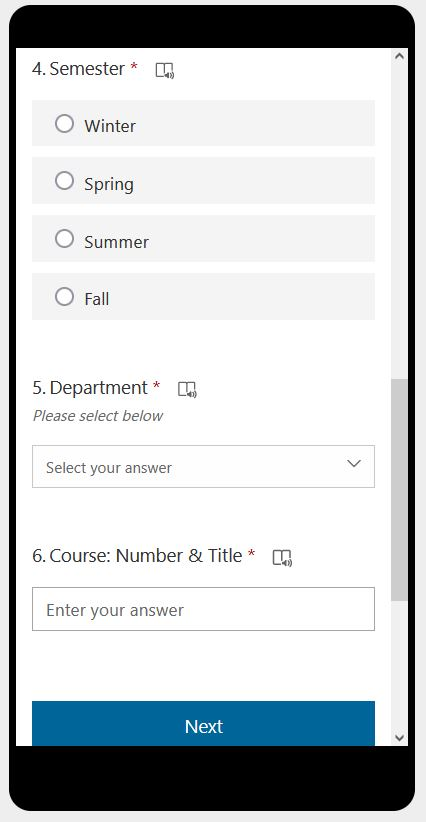 4. Semester *
Winter
Spring
Summer
Fall
5. Department *
Please select below
Select your answer
6. Course: Number & Title *
Enter your answer
Next